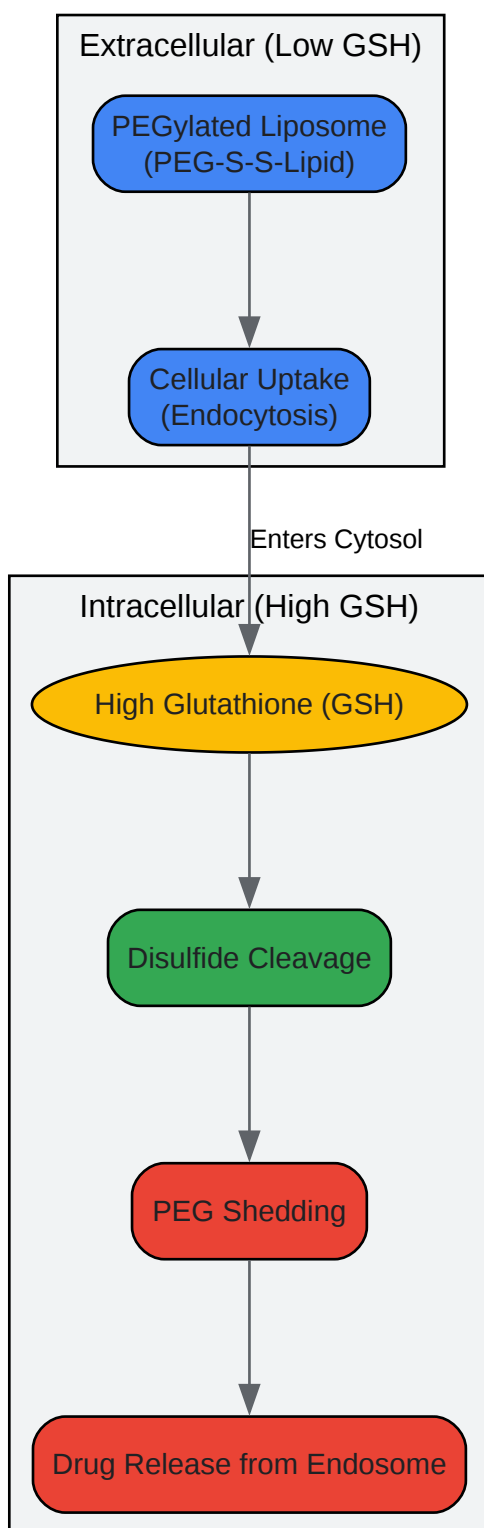 Extracellular (Low GSH)
PEGylated Liposome
(PEG-S-S-Lipid)
Cellular Uptake
(Endocytosis)
Enters Cytosol
Intracellular (High GSH)
High Glutathione (GSH)
Disulfide Cleavage
PEG Shedding
Drug Release from Endosome